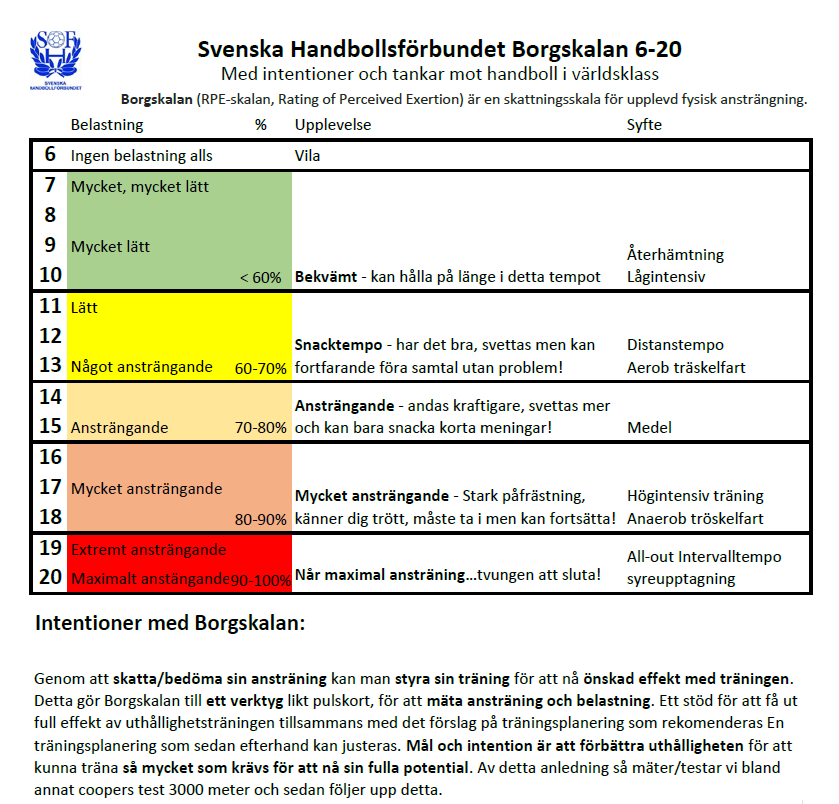 SHF
SVENSKA
HANDBOLLFÖRBUNDET
Svenska Handbollsförbundet Borgskalan 6-20
Med intentioner och tankar mot handboll i världsklass
Borgskalan (RPE-skalan, Rating of Perceived Exertion) är en skattningsskala för upplevd fysisk ansträngning.
Belastning % Upplevelse Syfte
6 Ingen belastning alls Vila
7 Mycket, mycket lätt
8
9 Mycket lätt Återhämtning
10 < 60% Bekvämt - kan hålla på länge i detta tempot Lågintensiv
11 Lätt
12 Snacktempo - har det bra, svettas men kan Distanstempo
13 Något ansträngande 60-70% fortfarande föra samtal utan problem! Aerob träskelfart
14 Ansträngande - andas kraftigare, svettas mer
15 Ansträngande 70-80% och kan bara snacka korta meningar! Medel
16
17 Mycket ansträngande Mycket ansträngande - Stark påfrästning, Högintensiv träning
18 80-90% känner dig trött, måste ta i men kan fortsätta! Anaerob tröskelfart
19 Extremt ansträngande All-out Intervalltempo
20 Maximalt anstängande 90-100% Når maximal ansträning...tvungen att sluta! syreupptagning
Intentioner med Borgskalan:
Genom att skatta/bedöma sin ansträning kan man styra sin träning för att nå önskad effekt med träningen.
Detta gör Borgskalan till ett verktyg likt pulskort, för att mäta ansträning och belastning. Ett stöd för att få ut
full effekt av uthållighetsträningen tillsammans med det förslag på träningsplanering som rekomenderas En
träningsplanering som sedan efterhand kan justeras. Mål och intention är att förbättra uthålligheten för att
kunna träna så mycket som krävs för att nå sin fulla potential. Av detta anledning så mäter/testar vi bland
annat coopers test 3000 meter och sedan följer upp detta.